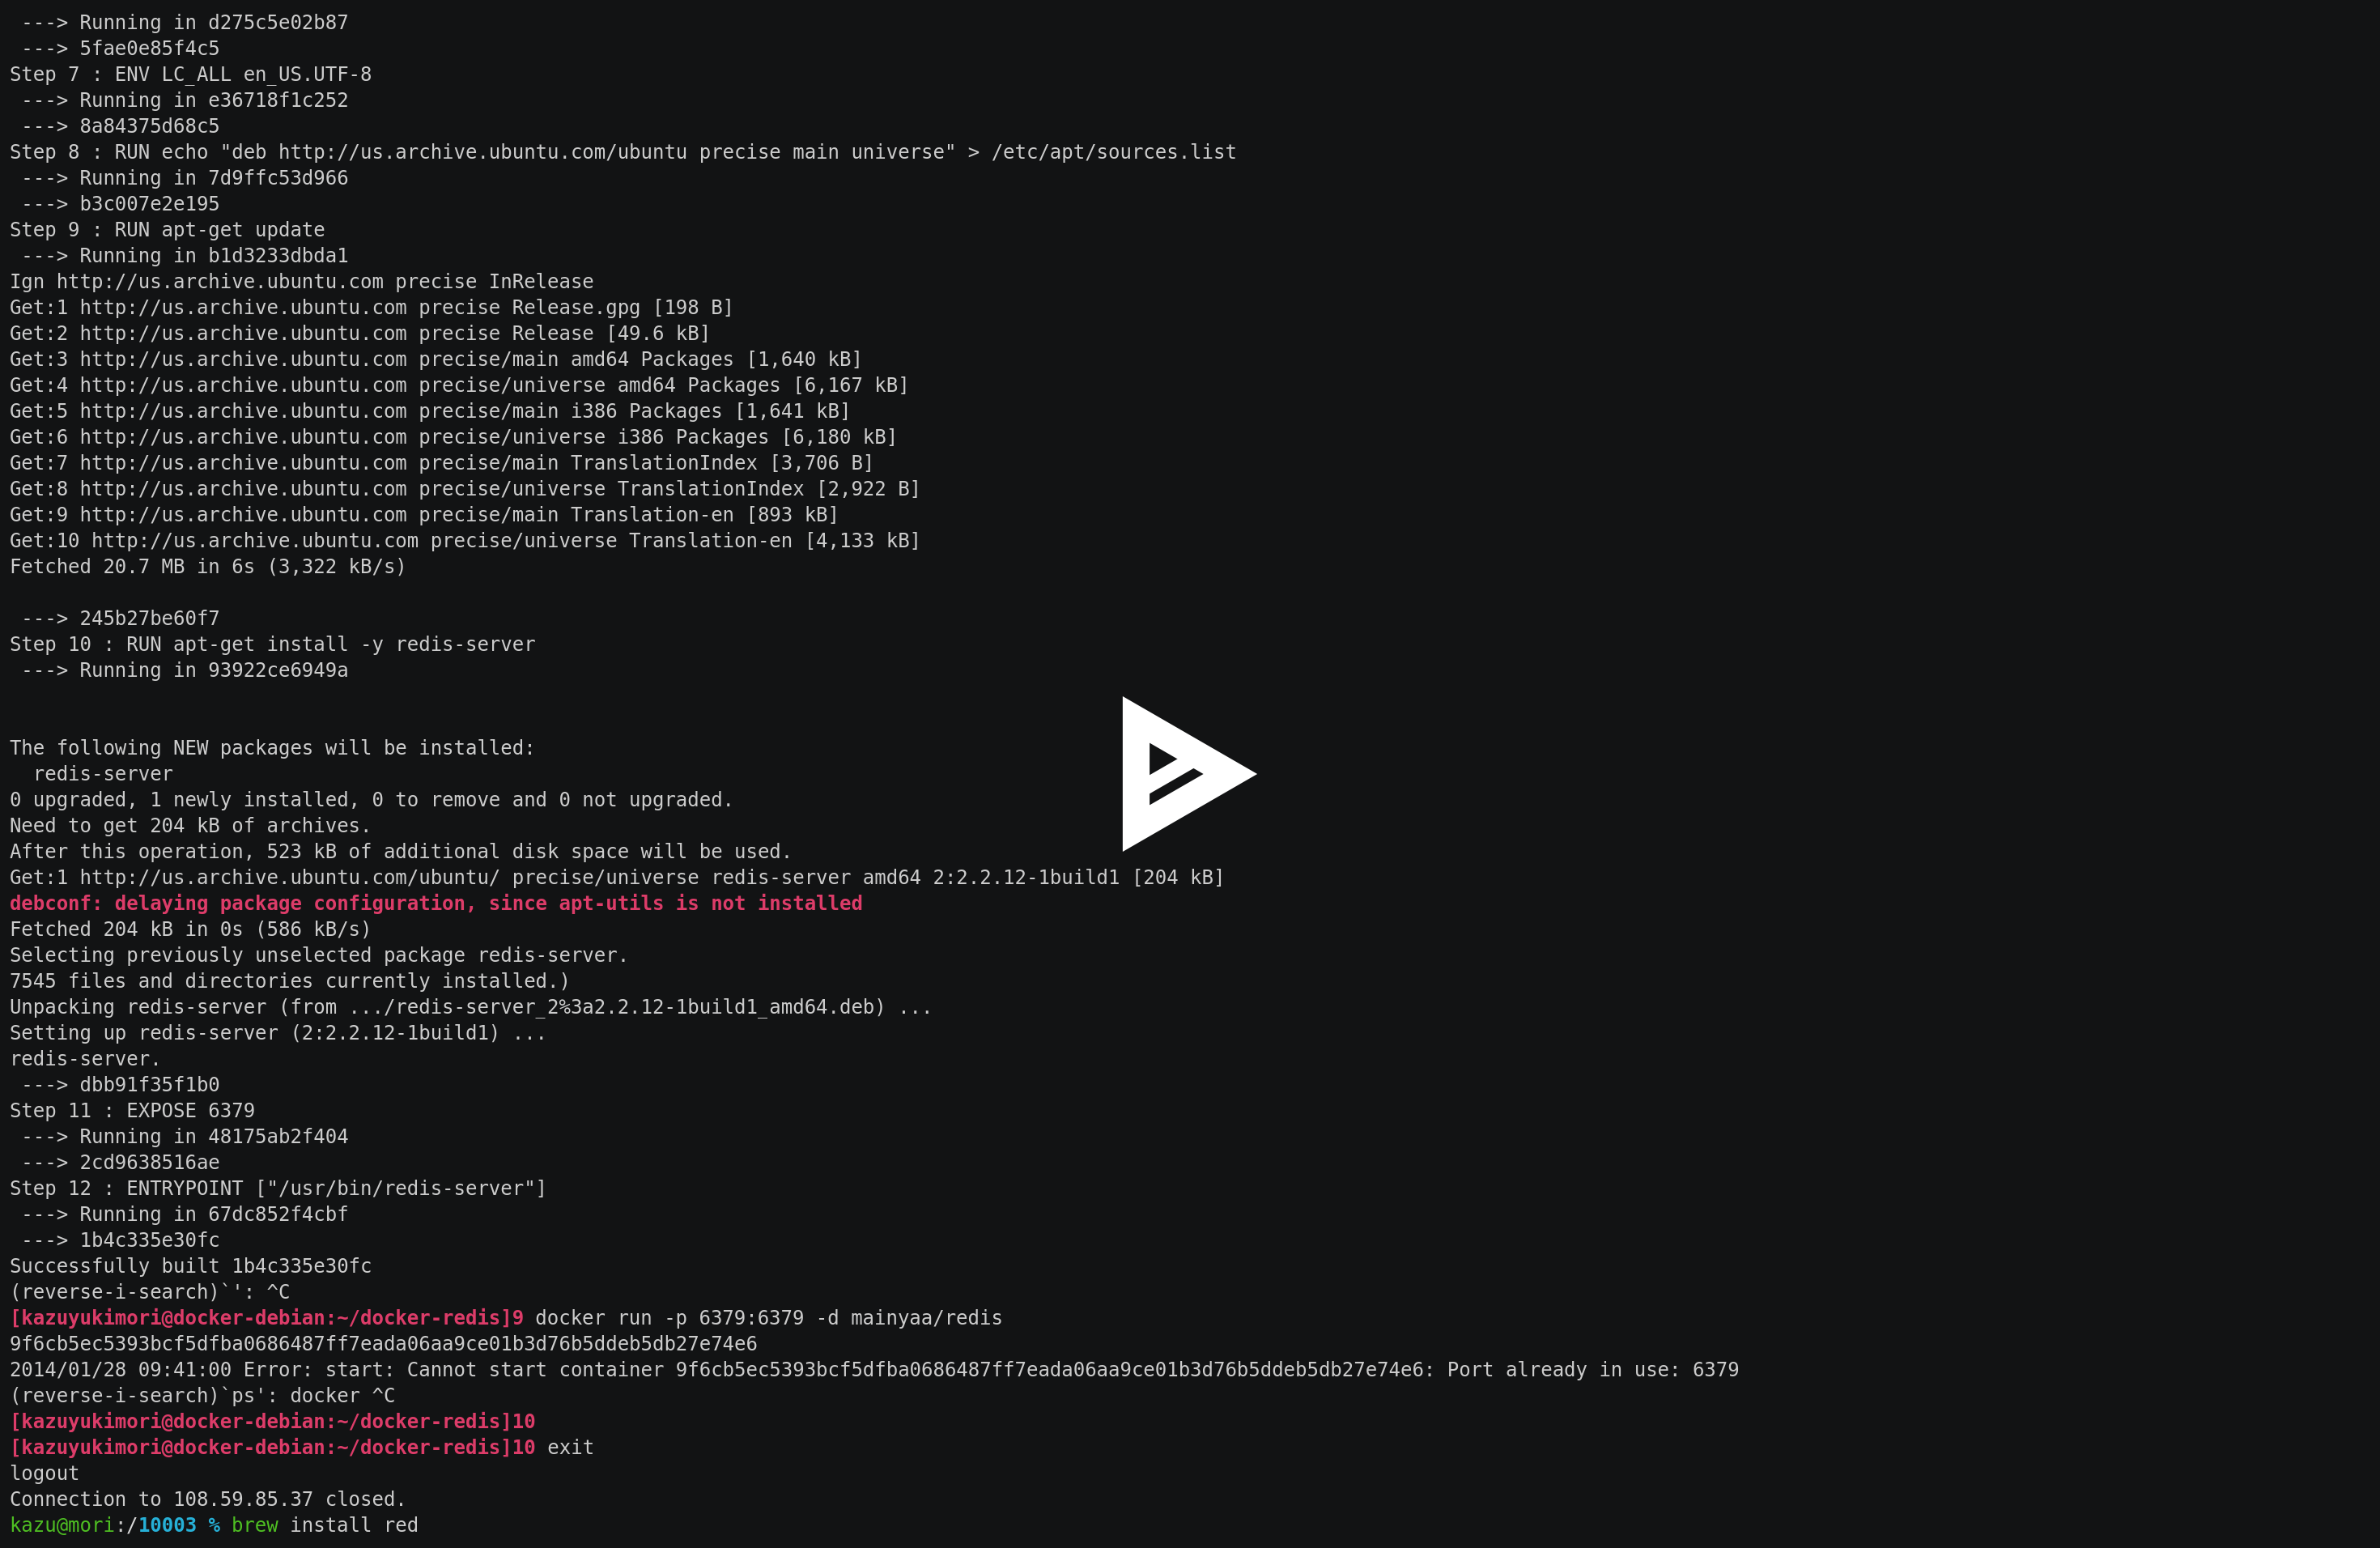 ---> Running in d275c5e02b87
 ---> 5fae0e85f4c5
Step 7 : ENV LC_ALL en_US.UTF-8
 ---> Running in e36718f1c252
 ---> 8a84375d68c5
Step 8 : RUN echo "deb http://us.archive.ubuntu.com/ubuntu precise main universe" > /etc/apt/sources.list
 ---> Running in 7d9ffc53d966
 ---> b3c007e2e195
Step 9 : RUN apt-get update
 ---> Running in b1d3233dbda1
Ign http://us.archive.ubuntu.com precise InRelease
Get:1 http://us.archive.ubuntu.com precise Release.gpg [198 B]
Get:2 http://us.archive.ubuntu.com precise Release [49.6 kB]
Get:3 http://us.archive.ubuntu.com precise/main amd64 Packages [1,640 kB]
Get:4 http://us.archive.ubuntu.com precise/universe amd64 Packages [6,167 kB]
Get:5 http://us.archive.ubuntu.com precise/main i386 Packages [1,641 kB]
Get:6 http://us.archive.ubuntu.com precise/universe i386 Packages [6,180 kB]
Get:7 http://us.archive.ubuntu.com precise/main TranslationIndex [3,706 B]
Get:8 http://us.archive.ubuntu.com precise/universe TranslationIndex [2,922 B]
Get:9 http://us.archive.ubuntu.com precise/main Translation-en [893 kB]
Get:10 http://us.archive.ubuntu.com precise/universe Translation-en [4,133 kB]
Fetched 20.7 MB in 6s (3,322 kB/s)

 ---> 245b27be60f7
Step 10 : RUN apt-get install -y redis-server
 ---> Running in 93922ce6949a


The following NEW packages will be installed:
  redis-server
0 upgraded, 1 newly installed, 0 to remove and 0 not upgraded.
Need to get 204 kB of archives.
After this operation, 523 kB of additional disk space will be used.
Get:1 http://us.archive.ubuntu.com/ubuntu/ precise/universe redis-server amd64 2:2.2.12-1build1 [204 kB]
debconf: delaying package configuration, since apt-utils is not installed
Fetched 204 kB in 0s (586 kB/s)
Selecting previously unselected package redis-server.
7545 files and directories currently installed.)
Unpacking redis-server (from .../redis-server_2%3a2.2.12-1build1_amd64.deb) ...
Setting up redis-server (2:2.2.12-1build1) ...
redis-server.
 ---> dbb91f35f1b0
Step 11 : EXPOSE 6379
 ---> Running in 48175ab2f404
 ---> 2cd9638516ae
Step 12 : ENTRYPOINT ["/usr/bin/redis-server"]
 ---> Running in 67dc852f4cbf
 ---> 1b4c335e30fc
Successfully built 1b4c335e30fc
(reverse-i-search)`': ^C
[kazuyukimori@docker-debian:~/docker-redis]9 docker run -p 6379:6379 -d mainyaa/redis
9f6cb5ec5393bcf5dfba0686487ff7eada06aa9ce01b3d76b5ddeb5db27e74e6
2014/01/28 09:41:00 Error: start: Cannot start container 9f6cb5ec5393bcf5dfba0686487ff7eada06aa9ce01b3d76b5ddeb5db27e74e6: Port already in use: 6379
(reverse-i-search)`ps': docker ^C
[kazuyukimori@docker-debian:~/docker-redis]10
[kazuyukimori@docker-debian:~/docker-redis]10 exit
logout
Connection to 108.59.85.37 closed.
kazu@mori:/10003 % brew install red